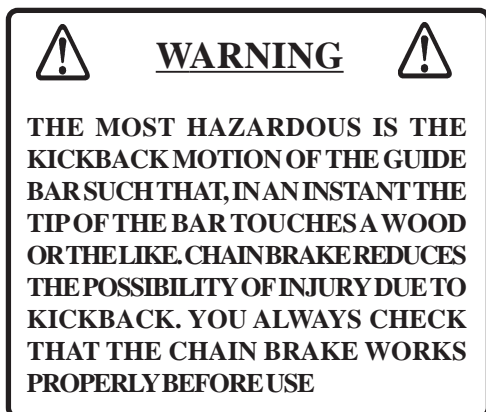 WARNING
THE MOST HAZARDOUS IS THE
KICKBACK MOTION OF THE GUIDE
BAR SUCH THAT, IN AN INSTANT THE
TIP OF THE BAR TOUCHES A WOOD
OR THE LIKE. CHAIN BRAKE REDUCES
THE POSSIBILITY OF INJURY DUE TO
KICKBACK. YOU ALWAYS CHECK
THAT THE CHAIN BRAKE WORKS
PROPERLY BEFORE USE